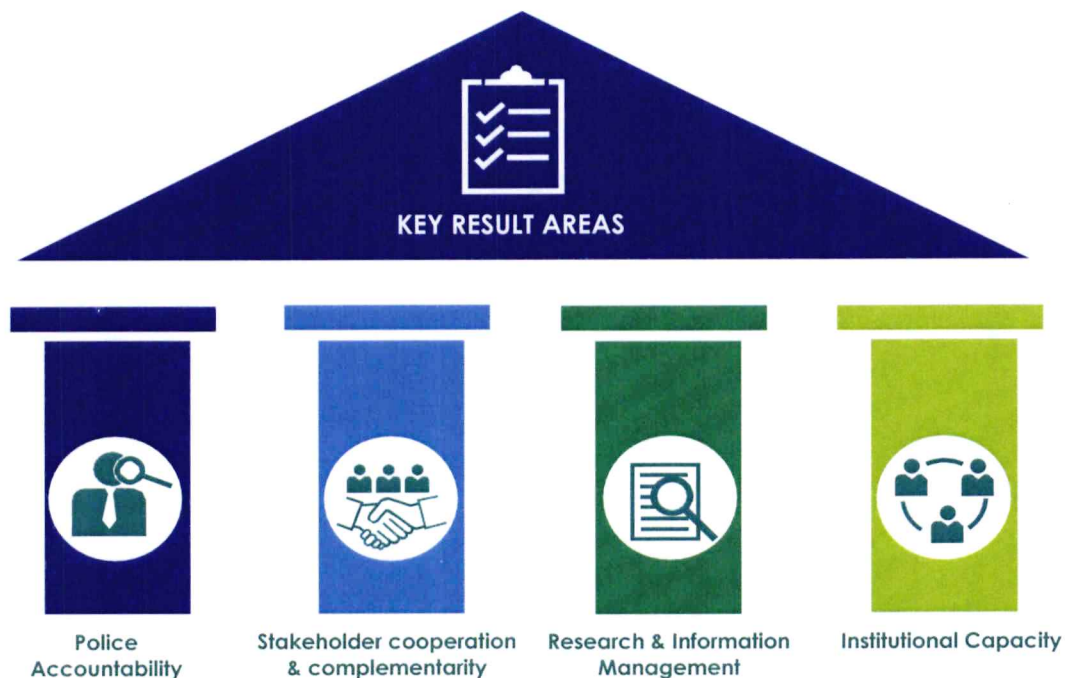 KEY RESULT AREAS
Police
Accountability
Stakeholder cooperation
& complementarity
Research & Information
Management
Institutional Capacity